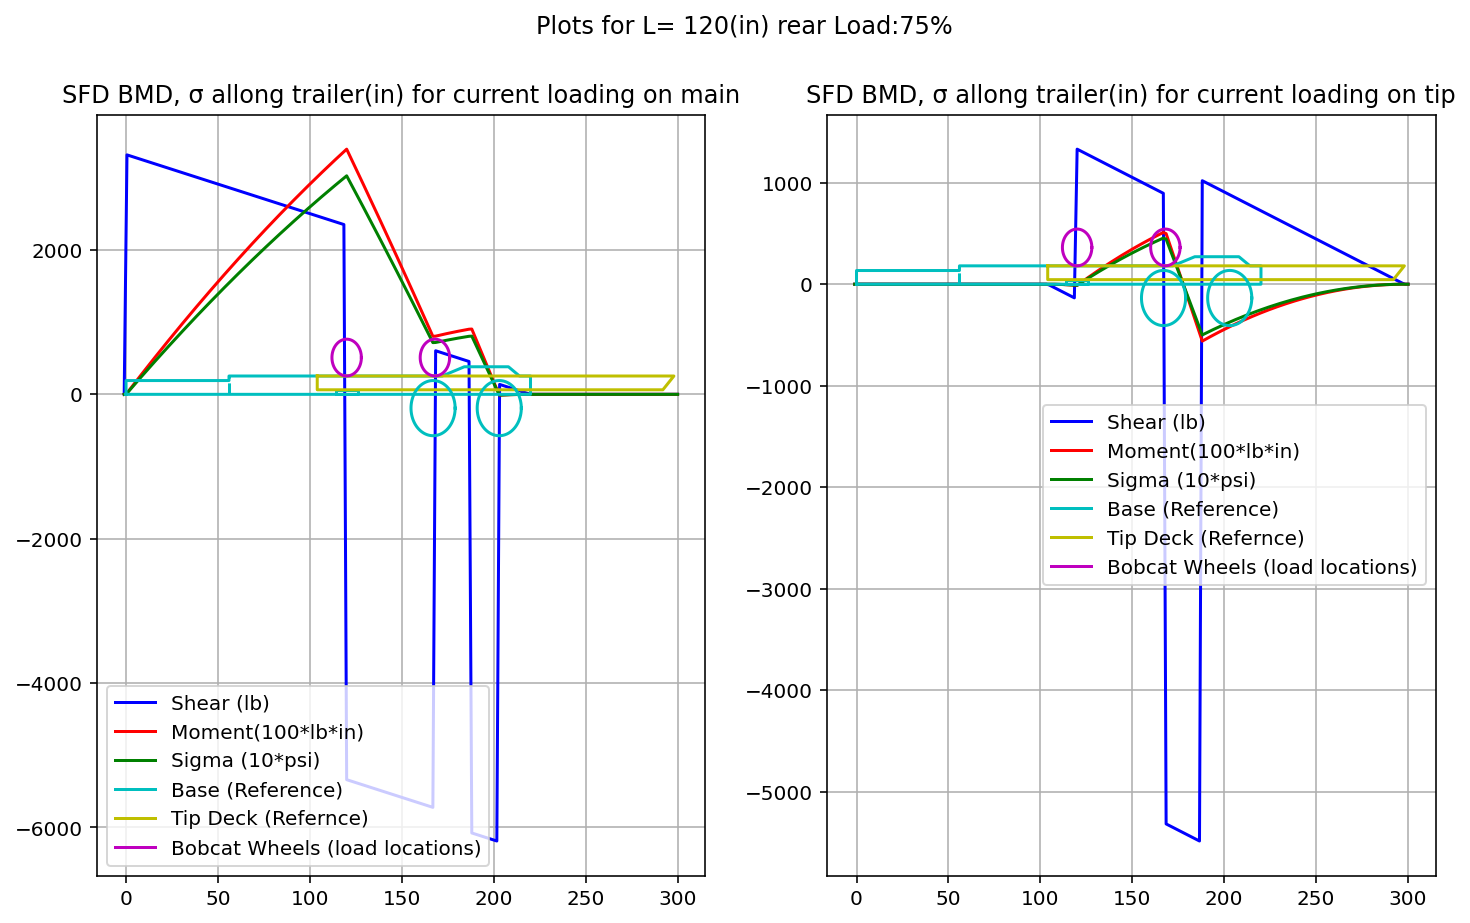 Plots for L= 120(in) rear Load:75%
SFD BMD, σ allong trailer(in) for current loading on main
2000
0
−2000
−4000
−6000
0 50 100 150 200 250 300
Shear (lb)
Moment(100*lb*in)
Sigma (10*psi)
Base (Reference)
Tip Deck (Refernce)
Bobcat Wheels (load locations)
SFD BMD, σ allong trailer(in) for current loading on tip
1000
0
−1000
−2000
−3000
−4000
−5000
0 50 100 150 200 250 300
Shear (lb)
Moment(100*lb*in)
Sigma (10*psi)
Base (Reference)
Tip Deck (Refernce)
Bobcat Wheels (load locations)